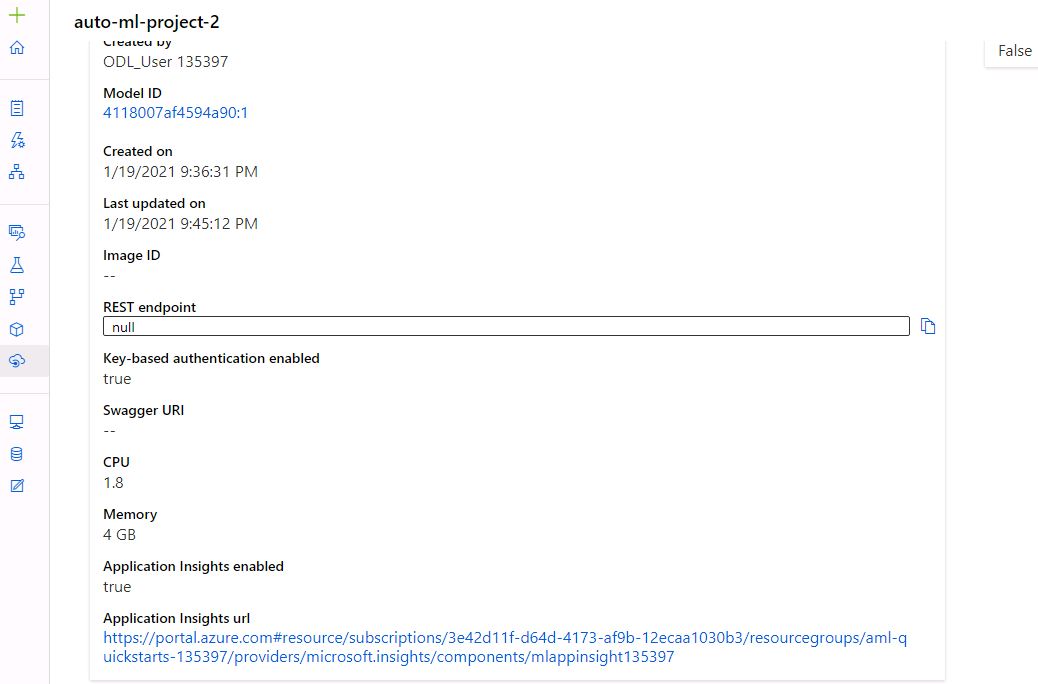 auto-ml-project-2
Created by
ODL_User 135397
False
Model ID
4118007af4594a90:1
Created on
1/19/2021 9:36:31 PM
Last updated on
1/19/2021 9:45:12 PM
Image ID
--
REST endpoint
null
Key-based authentication enabled
true
Swagger URI
--
CPU
1.8
Memory
4 GB
Application Insights enabled
true
Application Insights url
https://portal.azure.com#resource/subscriptions/3e42d11f-d64d-4173-af9b-12ecaa1030b3/resourcegroups/aml-q
uickstarts-135397/providers/microsoft.insights/components/mlappinsight135397